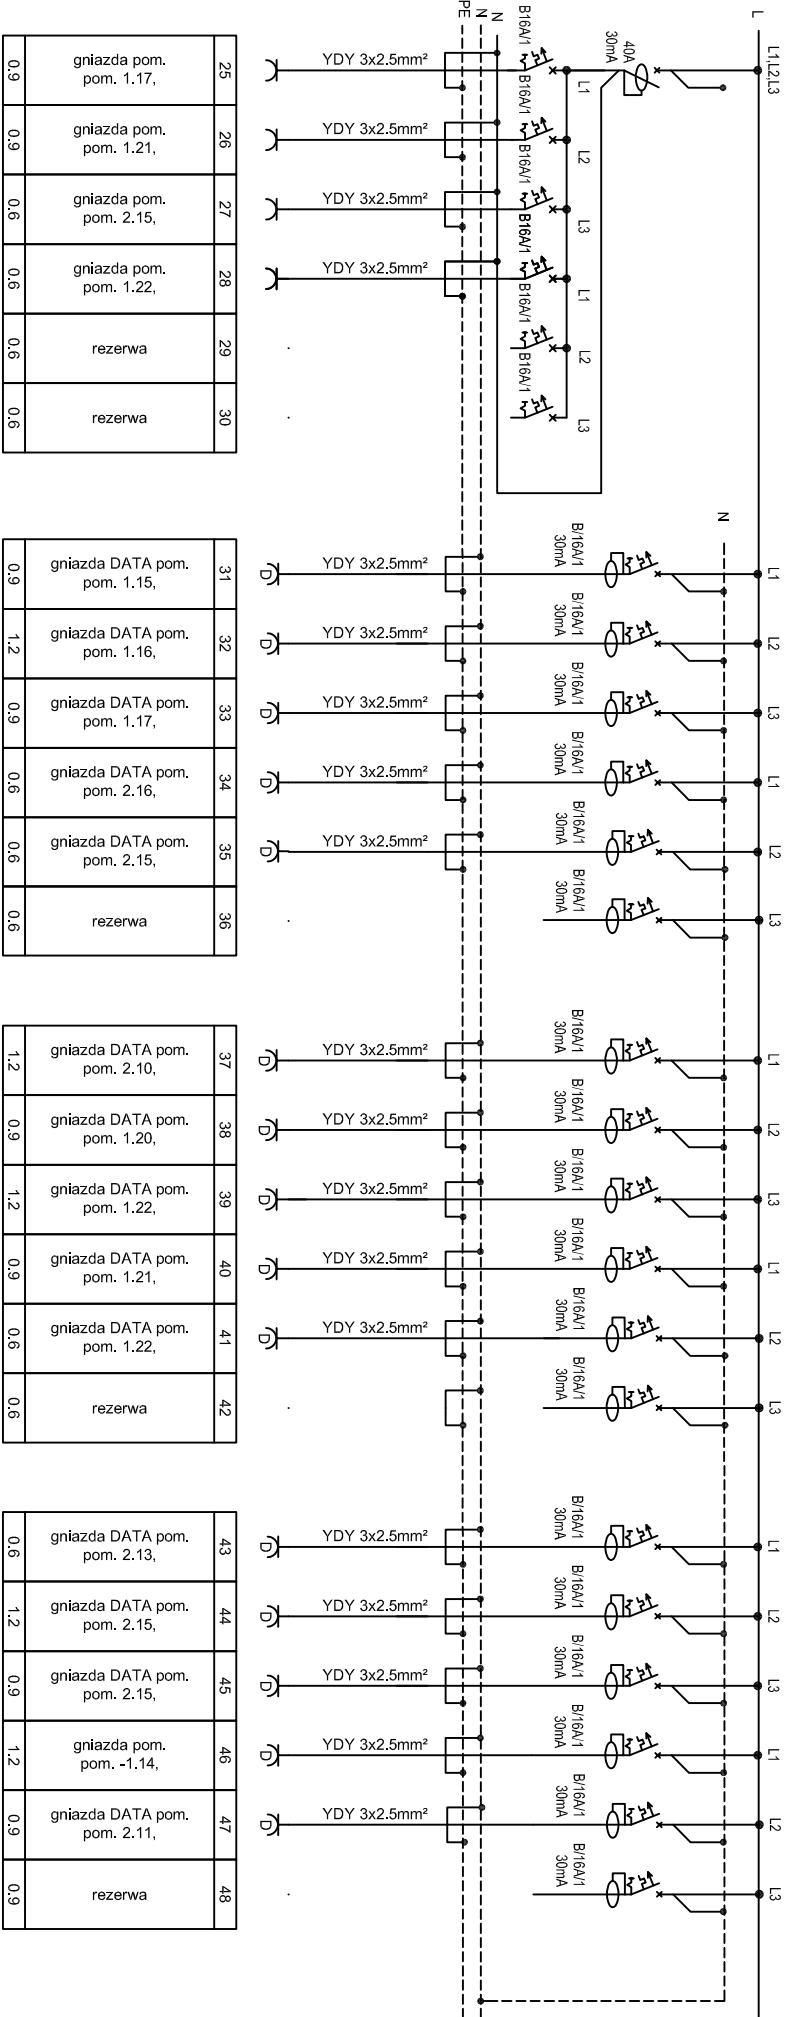 L
L1,L2,L3
40A
30mA
N
N
PE
B16A/1
L1
YDY 3x2.5mm²
25
gniazda pom.
pom. 1.17,
0.9
B16A/1
L2
YDY 3x2.5mm²
26
gniazda pom.
pom. 1.21,
0.9
B16A/1
L3
YDY 3x2.5mm²
27
gniazda pom.
pom. 2.15,
0.6
B16A/1
L1
YDY 3x2.5mm²
28
gniazda pom.
pom. 1.22,
0.6
B16A/1
L2
29
rezerwa
0.6
B16A/1
L3
30
rezerwa
0.6
N
L1
B/16A/1
30mA
YDY 3x2.5mm²
D
31
gniazda DATA pom.
pom. 1.15,
0.9
L2
B/16A/1
30mA
YDY 3x2.5mm²
D
32
gniazda DATA pom.
pom. 1.16,
1.2
L3
B/16A/1
30mA
YDY 3x2.5mm²
D
33
gniazda DATA pom.
pom. 1.17,
0.9
L1
B/16A/1
30mA
YDY 3x2.5mm²
D
34
gniazda DATA pom.
pom. 2.16,
0.6
L2
B/16A/1
30mA
YDY 3x2.5mm²
D
35
gniazda DATA pom.
pom. 2.15,
0.6
L3
B/16A/1
30mA
36
rezerwa
0.6
L1
B/16A/1
30mA
YDY 3x2.5mm²
D
37
gniazda DATA pom.
pom. 2.10,
1.2
L2
B/16A/1
30mA
YDY 3x2.5mm²
D
38
gniazda DATA pom.
pom. 1.20,
0.9
L3
B/16A/1
30mA
YDY 3x2.5mm²
D
39
gniazda DATA pom.
pom. 1.22,
1.2
L1
B/16A/1
30mA
YDY 3x2.5mm²
D
40
gniazda DATA pom.
pom. 1.21,
0.9
L2
B/16A/1
30mA
YDY 3x2.5mm²
D
41
gniazda DATA pom.
pom. 1.22,
0.6
L3
B/16A/1
30mA
42
rezerwa
0.6
L1
B/16A/1
30mA
YDY 3x2.5mm²
D
43
gniazda DATA pom.
pom. 2.13,
0.6
L2
B/16A/1
30mA
YDY 3x2.5mm²
D
44
gniazda DATA pom.
pom. 2.15,
1.2
L3
B/16A/1
30mA
YDY 3x2.5mm²
D
45
gniazda DATA pom.
pom. 2.15,
0.9
L1
B/16A/1
30mA
YDY 3x2.5mm²
D
46
gniazda pom.
pom. -1.14,
1.2
L2
B/16A/1
30mA
YDY 3x2.5mm²
D
47
gniazda DATA pom.
pom. 2.11,
0.9
L3
B/16A/1
30mA
48
rezerwa
0.9